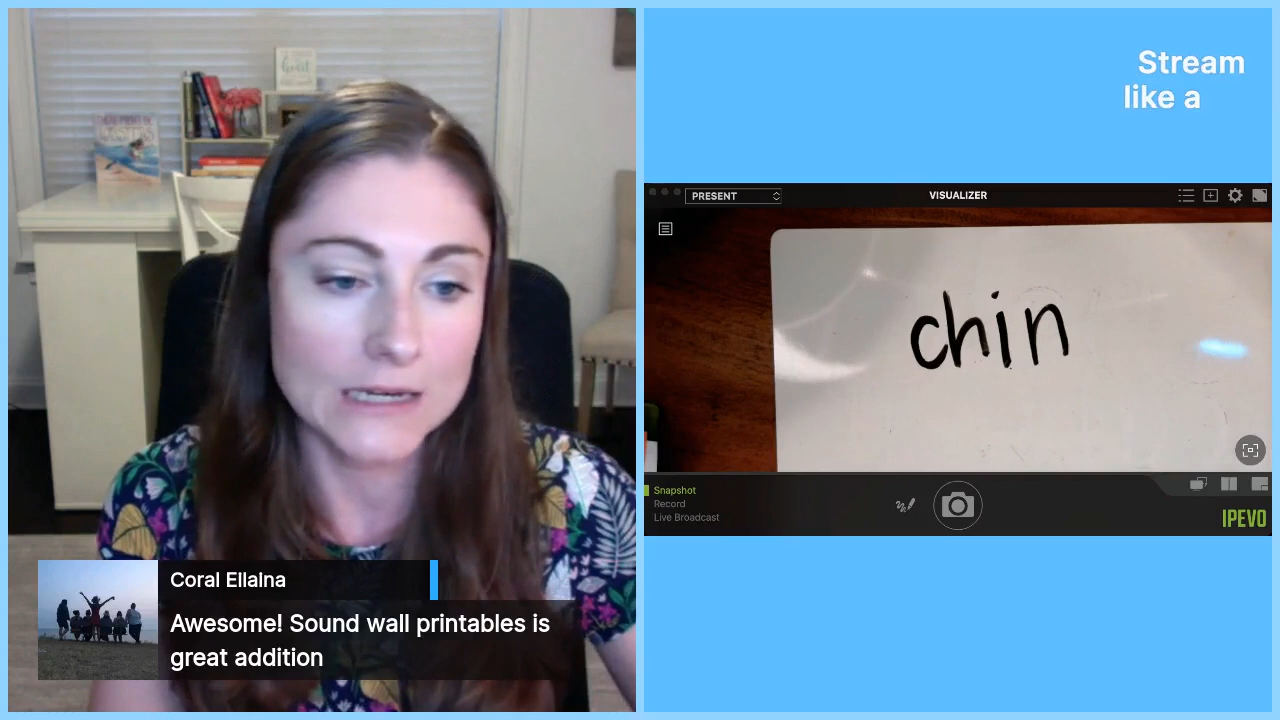 Stream
like a
PRESENT
VISUALIZER
chin
Snapshot
Record
Live Broadcast
IPEVO
Coral Ellaina
Awesome! Sound wall printables is
great addition